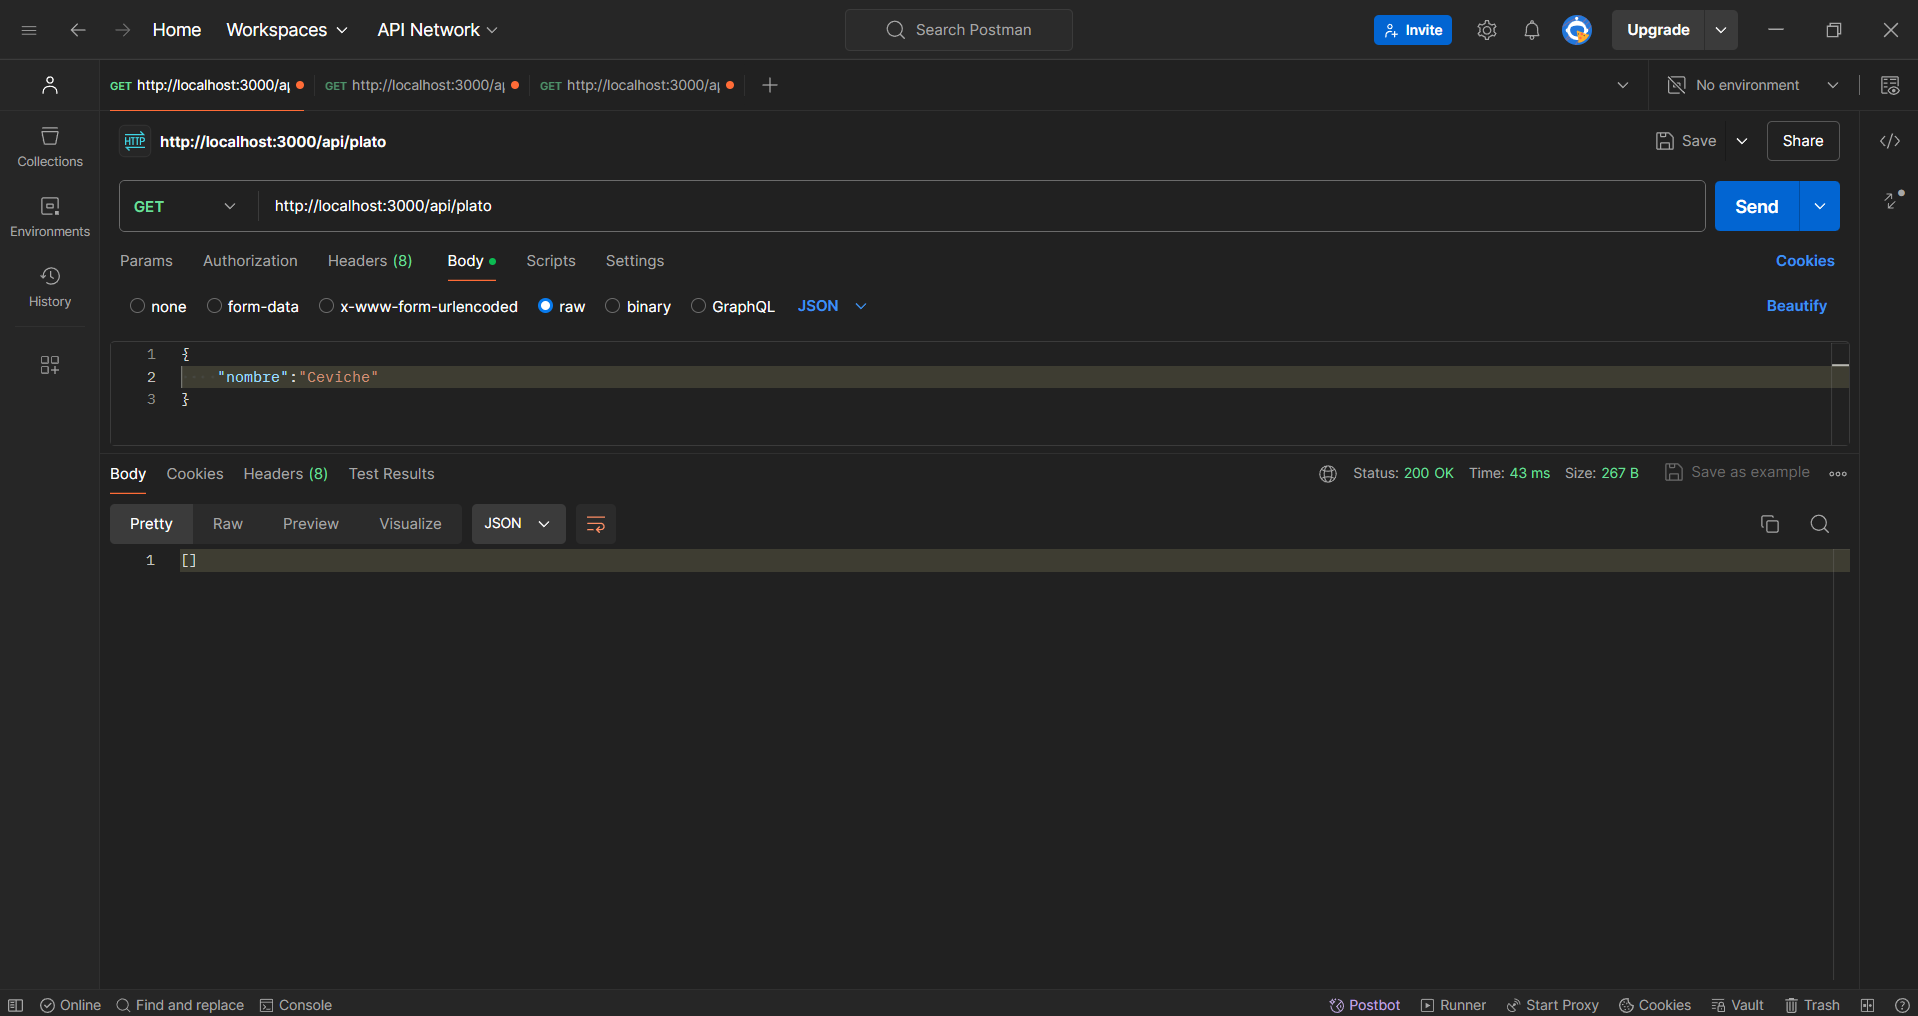 Home Workspaces API Network Search Postman Invite Upgrade
GET http://localhost:3000/a GET http://localhost:3000/a GET http://localhost:3000/a No environment
HTTP http://localhost:3000/api/plato Save Share
Collections
GET http://localhost:3000/api/plato Send
Environments
Params Authorization Headers (8) Body Scripts Settings Cookies
History
none form-data x-www-form-urlencoded raw binary GraphQL JSON Beautify
1 {
2 "nombre":"Ceviche"
3 }
Body Cookies Headers (8) Test Results Status: 200 OK Time: 43 ms Size: 267 B Save as example
Pretty Raw Preview Visualize JSON
1 []
Online Find and replace Console Postbot Runner Start Proxy Cookies Vault Trash